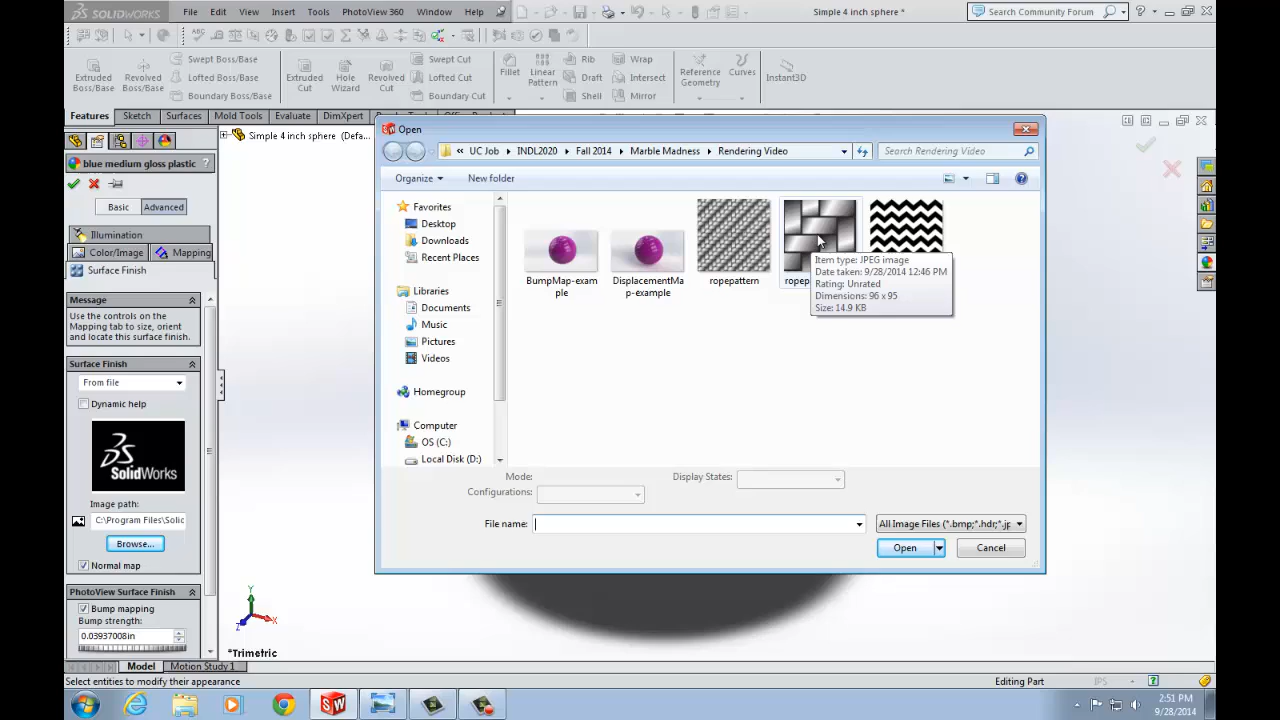 SOLIDWORKS File Edit View Insert Tools PhotoView 360 Window Help Simple 4 inch sphere * Search Community Forum
Extruded Boss/Base
Revolved Boss/Base
Swept Boss/Base
Lofted Boss/Base
Boundary Boss/Base
Extruded Cut
Hole Wizard
Revolved Cut
Swept Cut
Lofted Cut
Boundary Cut
Fillet
Linear Pattern
Rib
Draft
Shell
Wrap
Intersect
Mirror
Reference Geometry
Curves
Instant3D
Features Sketch Surfaces Mold Tools Evaluate DimXpert
Simple 4 inch sphere (Defa...
blue medium gloss plastic ?
Basic Advanced
Illumination
Color/Image Mapping
Surface Finish
Message
Use the controls on the
Mapping tab to size, orient
and locate this surface finish.
Surface Finish
From file
Dynamic help
SolidWorks
Image path:
C:\Program Files\Solic
Browse...
Normal map
PhotoView Surface Finish
Bump mapping
Bump strength:
0.03937008in
Open
« UC Job INDL2020 Fall 2014 Marble Madness Rendering Video Search Rendering Video
Organize New folder
Favorites
Desktop
Downloads
Recent Places
Libraries
Documents
Music
Pictures
Videos
Homegroup
Computer
OS (C:)
Local Disk (D:)
BumpMap-exam
ple
DisplacementMa
p-example
ropepattern
Item type: JPEG image
Date taken: 9/28/2014 12:46 PM
Rating: Unrated
Dimensions: 96 x 95
Size: 14.9 KB
Mode:
Configurations:
Display States:
File name:
All Image Files (*.bmp;*.hdr;*.jp
Open Cancel
Y
X
Z
*Trimetric
Model Motion Study 1
Select entities to modify their appearance Editing Part IPS
2:51 PM
9/28/2014